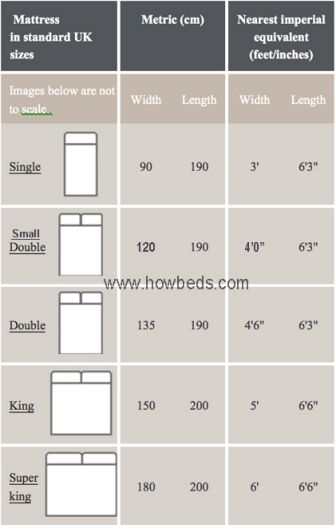 Mattress
in standard UK
sizes
Metric (cm)
Nearest imperial
equivalent
(feet/inches)
Images below are not
to scale
Width Length Width Length
Single 90 190 3' 6'3"
Small
Double 120 190 4'0" 6'3"
www.howbeds.com
Double 135 190 4'6" 6'3"
King 150 200 5' 6'6"
Super
king 180 200 6' 6'6"